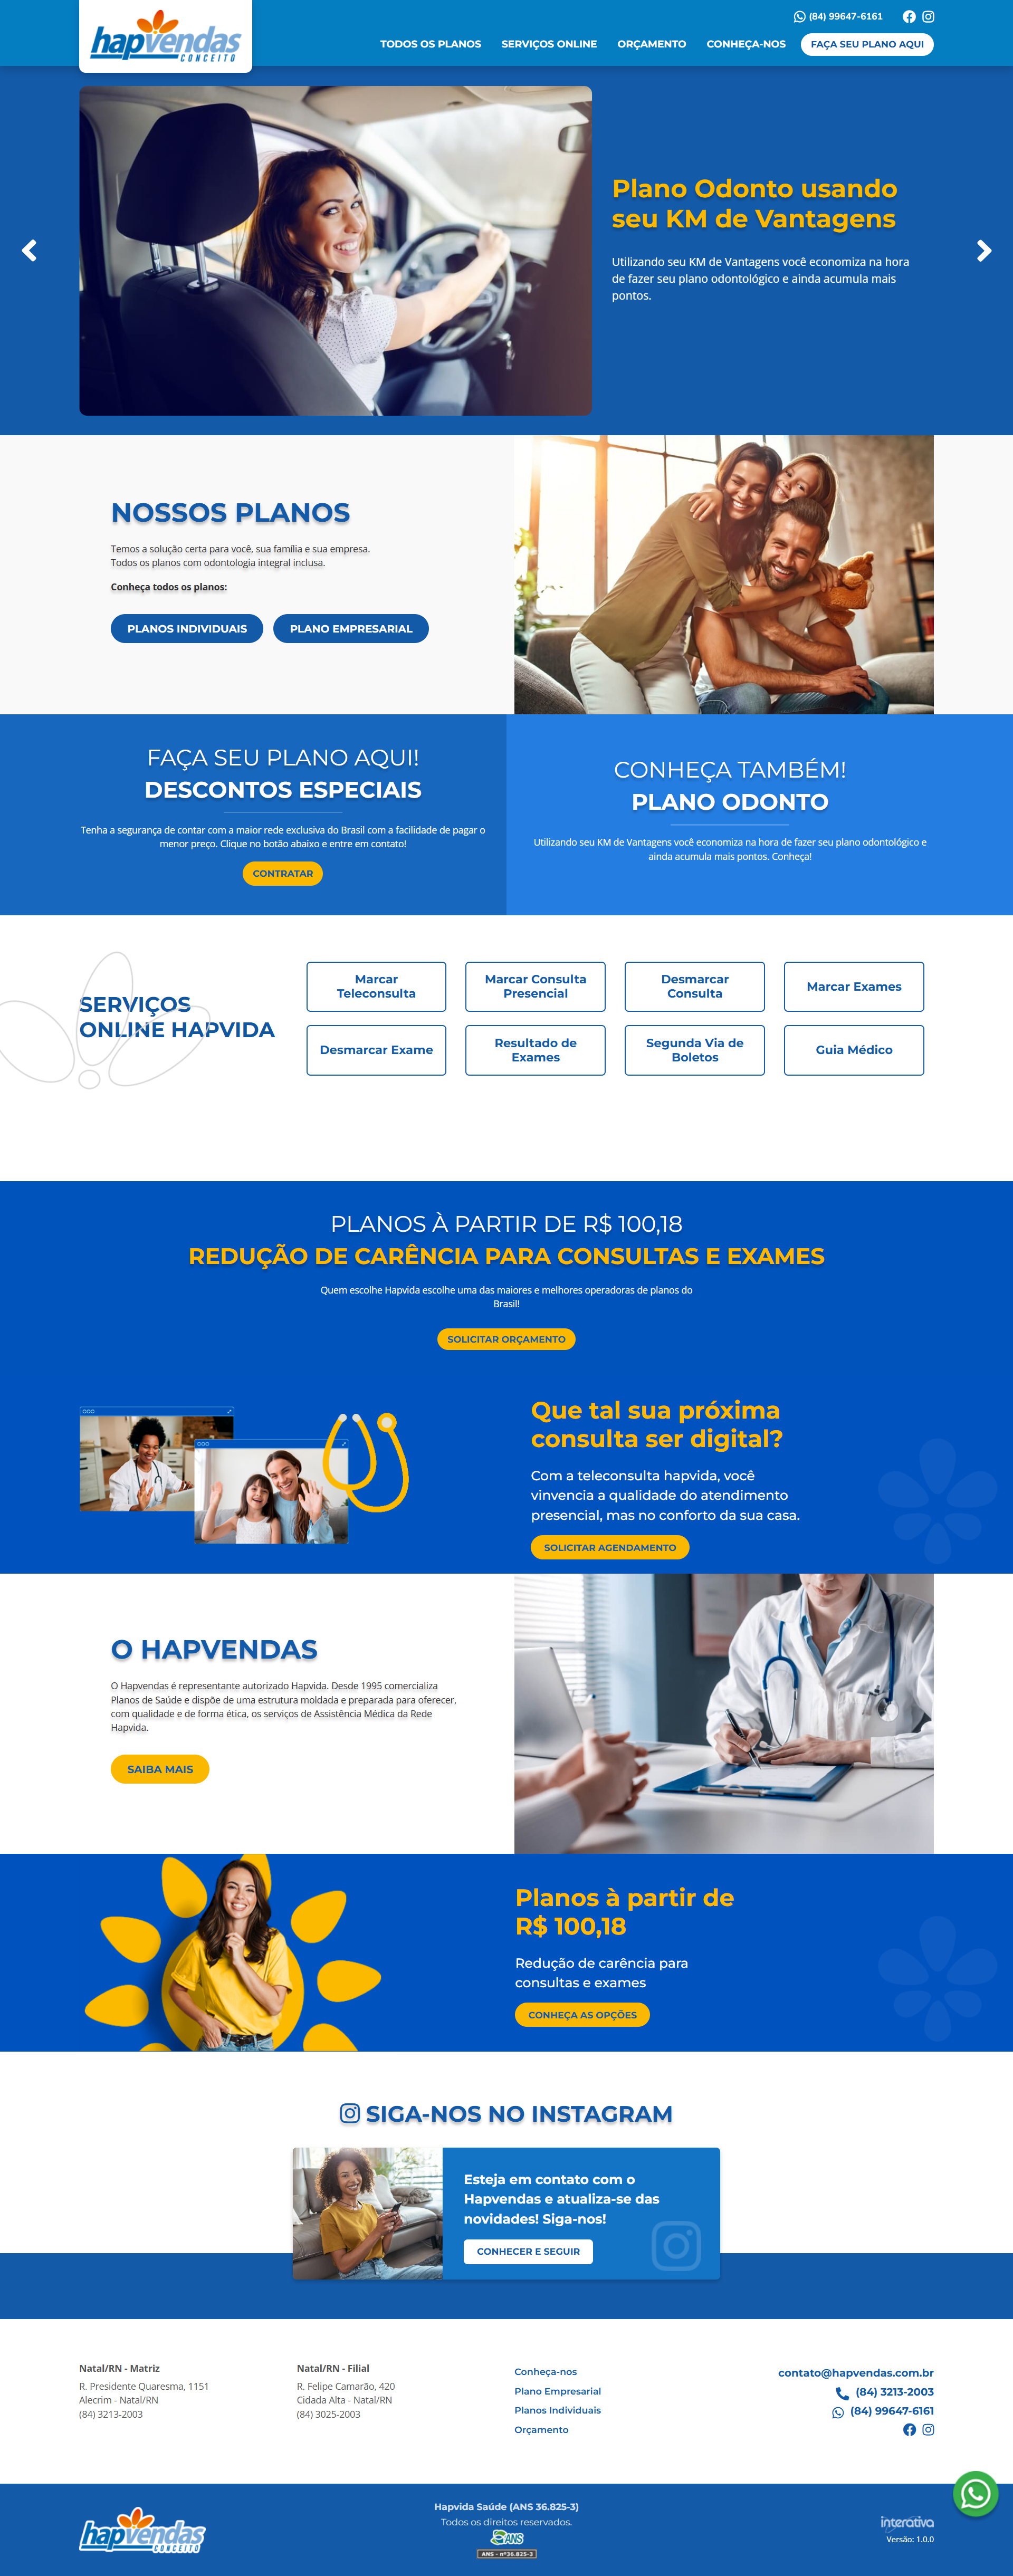 hapvendas
CONCEITO
(84) 99647-6161
TODOS OS PLANOS
SERVIÇOS ONLINE
ORÇAMENTO
CONHEÇA-NOS
FAÇA SEU PLANO AQUI
Plano Odonto usando
seu KM de Vantagens
Utilizando seu KM de Vantagens você economiza na hora
de fazer seu plano odontológico e ainda acumula mais
pontos.
NOSSOS PLANOS
Temos a solução certa para você, sua família e sua empresa.
Todos os planos com odontologia integral inclusa.
Conheça todos os planos:
PLANOS INDIVIDUAIS
PLANO EMPRESARIAL
FAÇA SEU PLANO AQUI!
DESCONTOS ESPECIAIS
Tenha a segurança de contar com a maior rede exclusiva do Brasil com a facilidade de pagar o
menor preço. Clique no botão abaixo e entre em contato!
CONTRATAR
CONHEÇA TAMBÉM!
PLANO ODONTO
Utilizando seu KM de Vantagens você economiza na hora de fazer seu plano odontológico e
ainda acumula mais pontos. Conheça!
SERVIÇOS
ONLINE HAPVIDA
Marcar
Teleconsulta
Marcar Consulta
Presencial
Desmarcar
Consulta
Marcar Exames
Desmarcar Exame
Resultado de
Exames
Segunda Via de
Boletos
Guia Médico
PLANOS À PARTIR DE R$ 100,18
REDUÇÃO DE CARÊNCIA PARA CONSULTAS E EXAMES
Quem escolhe Hapvida escolhe uma das maiores e melhores operadoras de planos do
Brasil!
SOLICITAR ORÇAMENTO
Que tal sua próxima
consulta ser digital?
Com a teleconsulta hapvida, você
vinvencia a qualidade do atendimento
presencial, mas no conforto da sua casa.
SOLICITAR AGENDAMENTO
O HAPVENDAS
O Hapvendas é representante autorizado Hapvida. Desde 1995 comercializa
Planos de Saúde e dispõe de uma estrutura moldada e preparada para oferecer,
com qualidade e de forma ética, os serviços de Assistência Médica da Rede
Hapvida.
SAIBA MAIS
Planos à partir de
R$ 100,18
Redução de carência para
consultas e exames
CONHEÇA AS OPÇÕES
SIGA-NOS NO INSTAGRAM
Esteja em contato com o
Hapvendas e atualiza-se das
novidades! Siga-nos!
CONHECER E SEGUIR
Natal/RN - Matriz
R. Presidente Quaresma, 1151
Alecrim - Natal/RN
(84) 3213-2003
Natal/RN - Filial
R. Felipe Camarão, 420
Cidada Alta - Natal/RN
(84) 3025-2003
Conheça-nos
Plano Empresarial
Planos Individuais
Orçamento
contato@hapvendas.com.br
(84) 3213-2003
(84) 99647-6161
hapvendas
CONCEITO
Hapvida Saúde (ANS 36.825-3)
Todos os direitos reservados.
ANS
ANS - nº36.825-3
interativa
Versão: 1.0.0